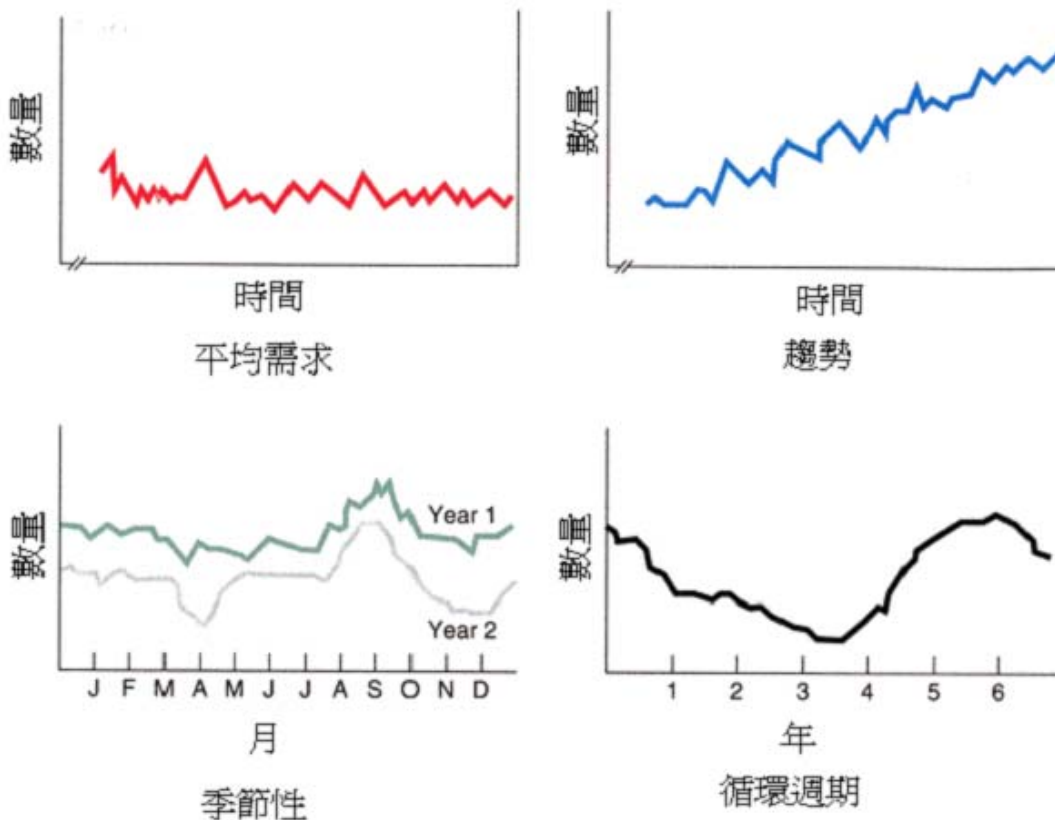 數量
時間
平均需求
數量
時間
趨勢
數量
Year 1
Year 2
J F M A M J J A S O N D
月
季節性
數量
1 2 3 4 5 6
年
循環週期